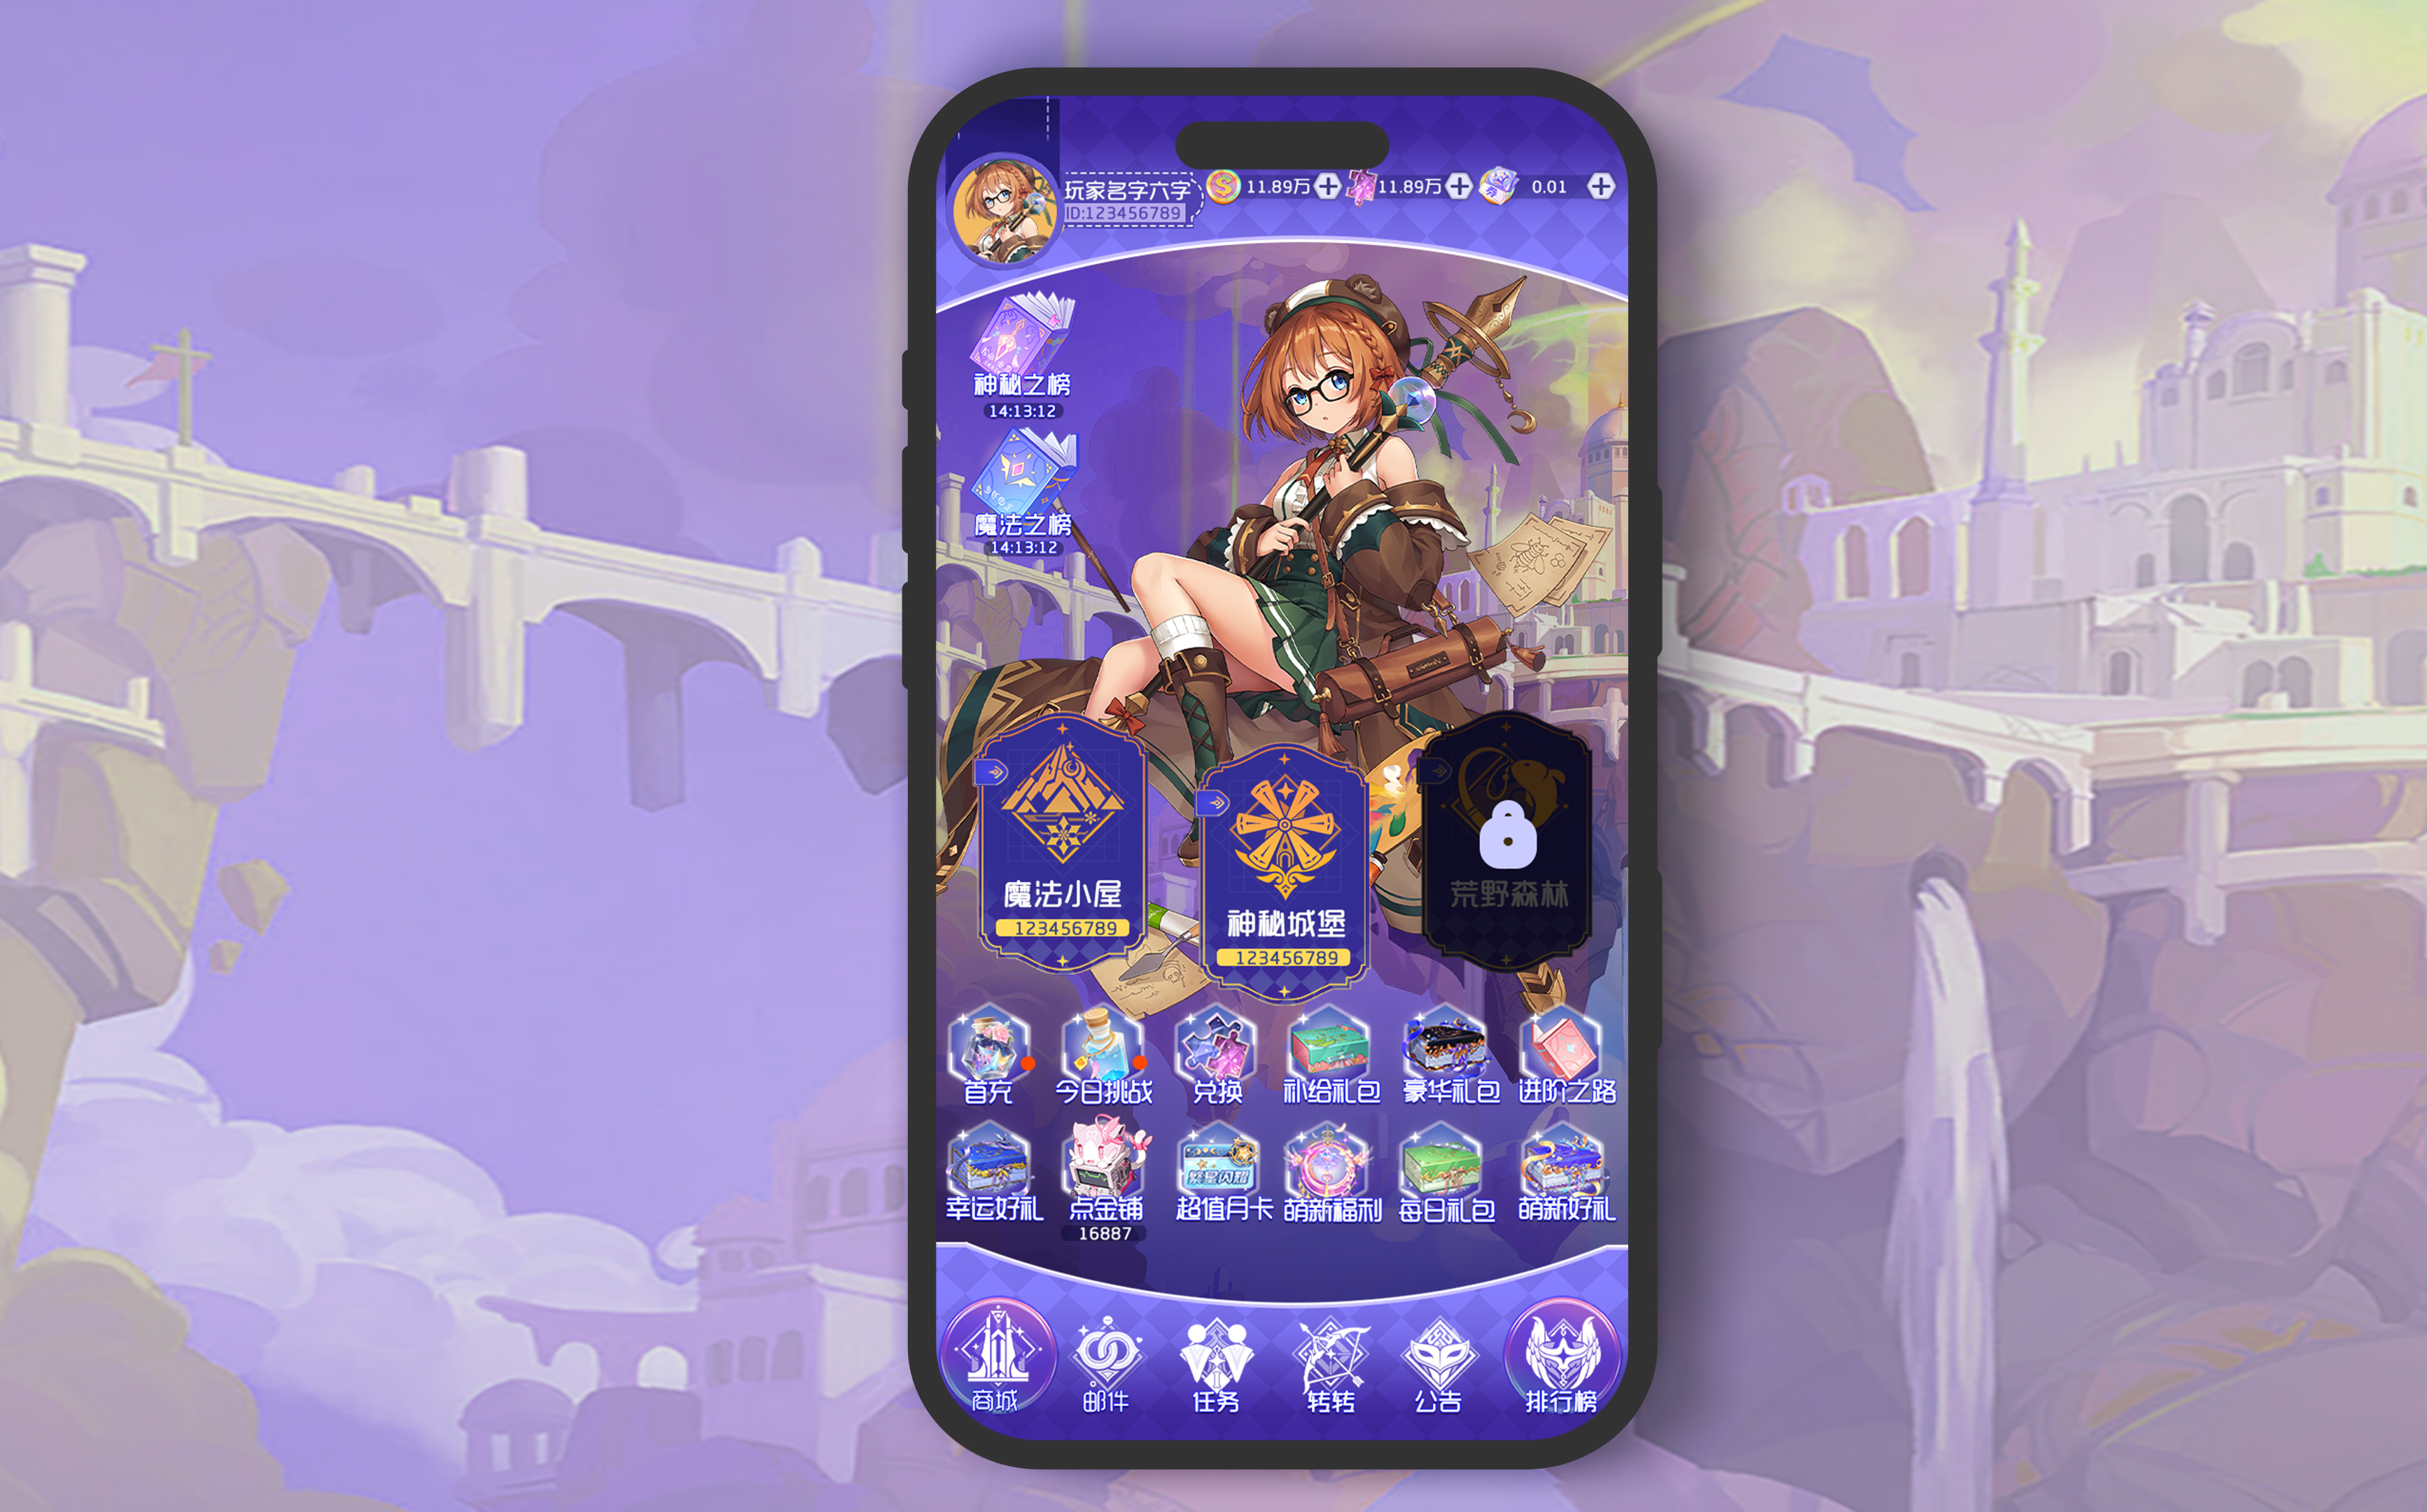 玩家名字六字
ID:123456789
11.89万
11.89万
0.01
神秘之榜
14:13:12
魔法之榜
14:13:12
魔法小屋
123456789
神秘城堡
123456789
荒野森林
首充
今日挑战
兑换
补给礼包
豪华礼包
进阶之路
繁星闪耀
幸运好礼
点金铺
超值月卡
萌新福利
每日礼包
萌新好礼
16887
商城
邮件
任务
转转
公告
排行榜